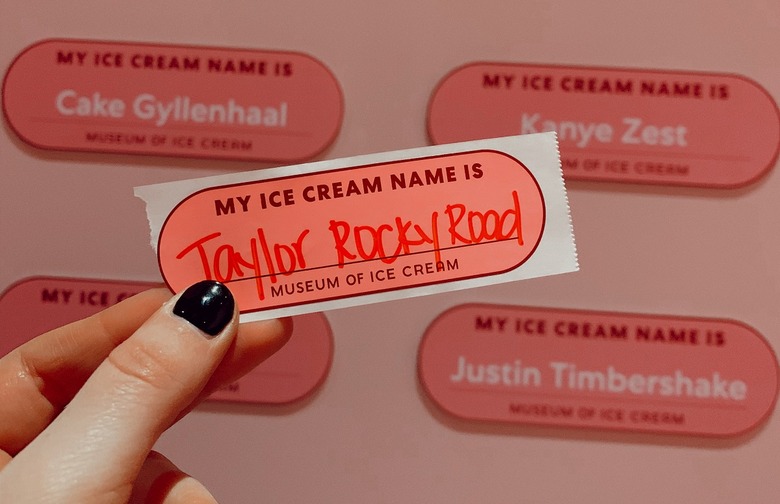 MY ICE CREAM NAME IS
Cake Gyllenhaal
MUSEUM OF ICE CREAM
MY ICE CREAM NAME IS
Kanye Zest
OF ICE CREAM
MY ICE CREAM NAME IS
Taylor Rocky Road
MUSEUM OF ICE CREAM
MY ICE
MY ICE CREAM NAME IS
Justin Timbershake
MUSEUM OF ICE CREAM